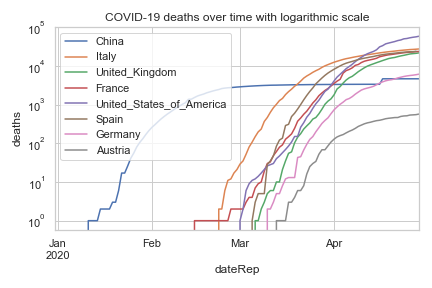 COVID-19 deaths over time with logarithmic scale
10^5
10^4
10^3
10^2
10^1
10^0
deaths
China
Italy
United_Kingdom
France
United_States_of_America
Spain
Germany
Austria
Jan
2020
Feb
Mar
Apr
dateRep